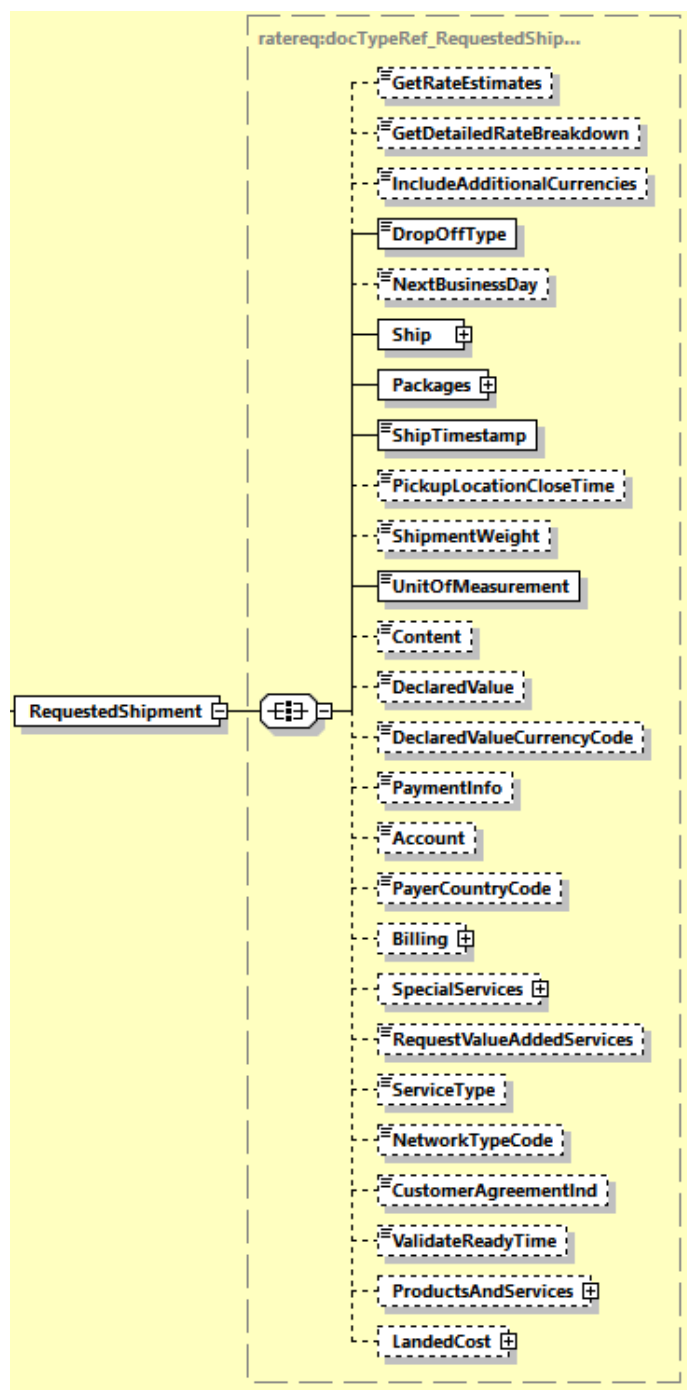 ratereq:docTypeRef_RequestedShip...
GetRateEstimates
GetDetailedRateBreakdown
IncludeAdditionalCurrencies
DropOffType
NextBusinessDay
Ship
Packages
ShipTimestamp
PickupLocationCloseTime
ShipmentWeight
UnitOfMeasurement
Content
DeclaredValue
RequestedShipment
DeclaredValueCurrencyCode
PaymentInfo
Account
PayerCountryCode
Billing
SpecialServices
RequestValueAddedServices
ServiceType
NetworkTypeCode
CustomerAgreementInd
ValidateReadyTime
ProductsAndServices
LandedCost